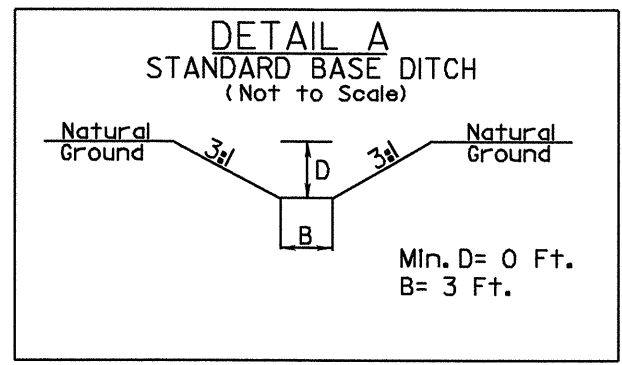 DETAIL A
STANDARD BASE DITCH
(Not to Scale)
Natural
Ground
3:1
D
3:1
Natural
Ground
B
Min. D= 0 Ft.
B= 3 Ft.